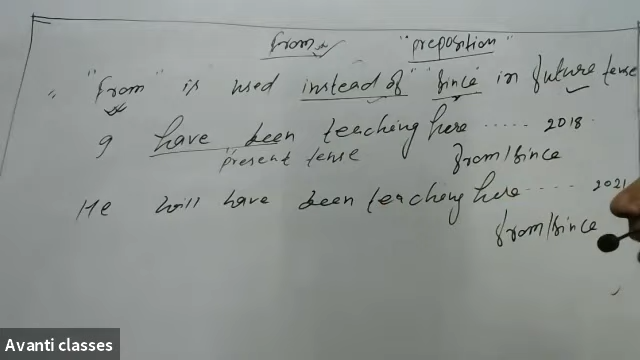 from "preposition"
" "from" is used instead of "since" in future tense
I have been teaching here ..... 2018.
present tense from/since
He will have been teaching here .... 2021
from/since
Avanti classes